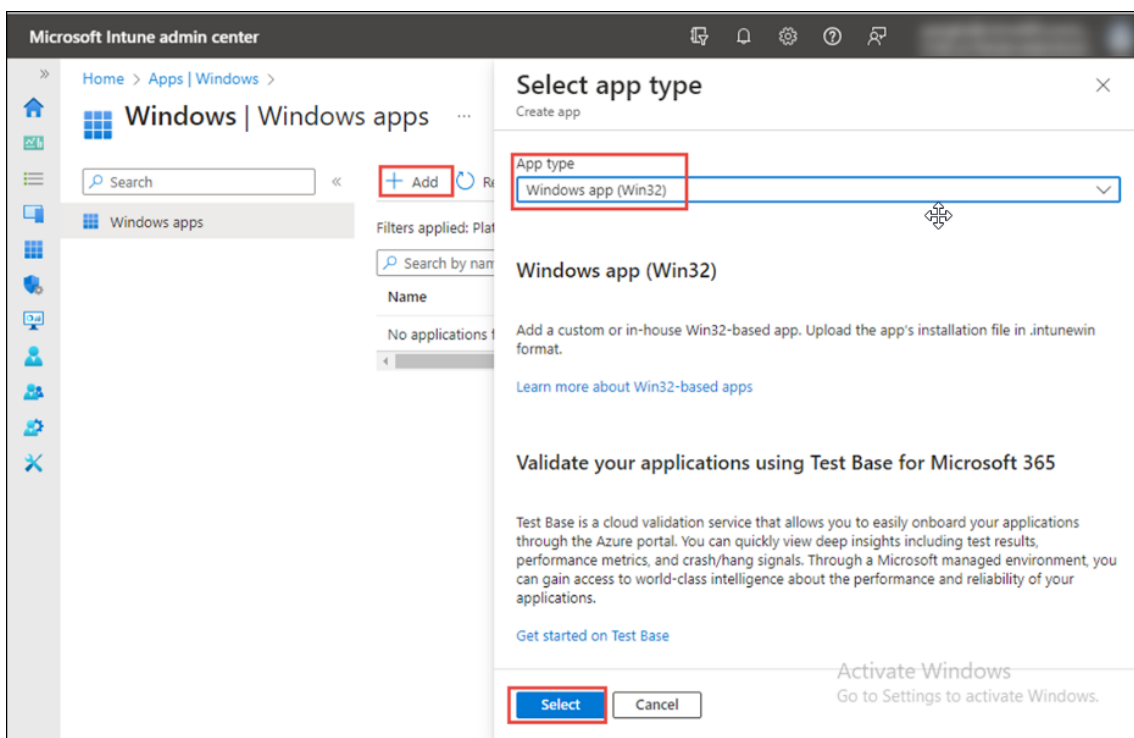 Microsoft Intune admin center
Home > Apps | Windows >
Windows | Windows apps ...
Search
Windows apps
Add
Filters applied: Plat
Search by nam
Name
No applications
Select app type
Create app
App type
Windows app (Win32)
Windows app (Win32)
Add a custom or in-house Win32-based app. Upload the app's installation file in .intunewin
format.
Learn more about Win32-based apps
Validate your applications using Test Base for Microsoft 365
Test Base is a cloud validation service that allows you to easily onboard your applications
through the Azure portal. You can quickly view deep insights including test results,
performance metrics, and crash/hang signals. Through a Microsoft managed environment, you
can gain access to world-class intelligence about the performance and reliability of your
applications.
Get started on Test Base
Activate Windows
Go to Settings to activate Windows.
Select
Cancel